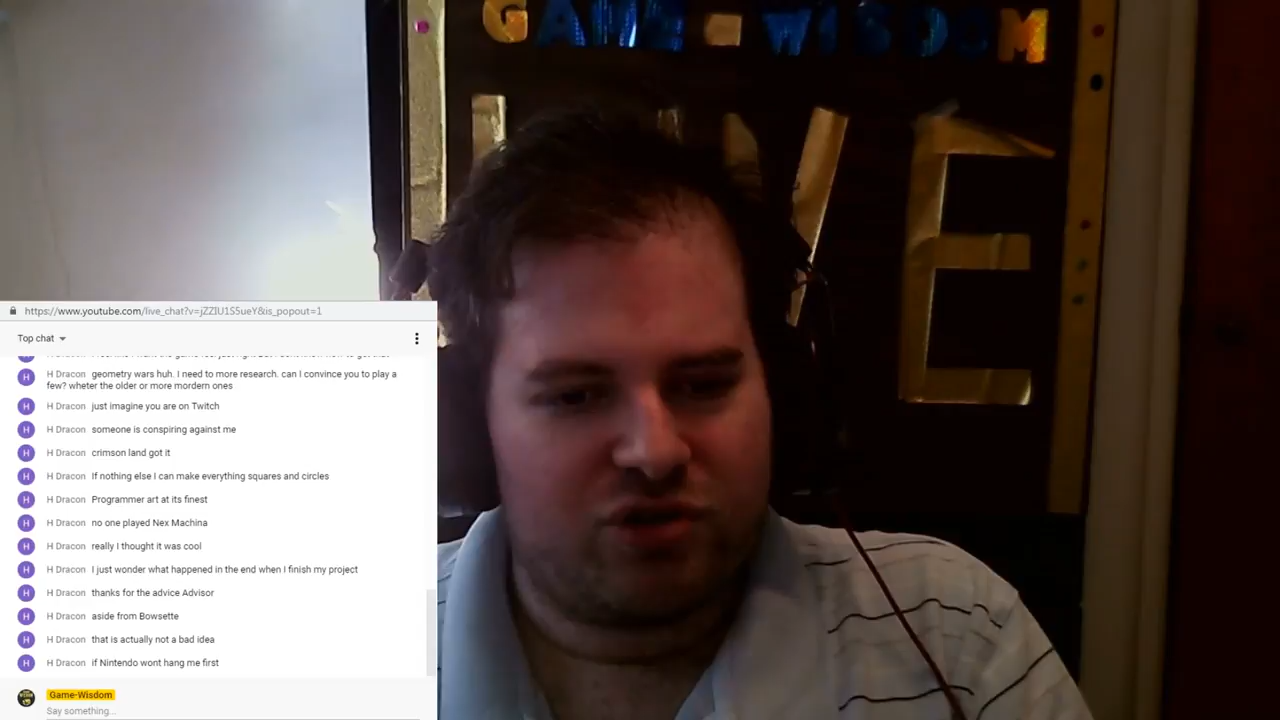 GAME-WISDOM
LIVE
https://www.youtube.com/live_chat?v=jZZIU1S5ueY&is_popout=1
Top chat
H Dracon geometry wars huh. I need to more research. can I convince you to play a
few? wheter the older or more mordern ones
H Dracon just imagine you are on Twitch
H Dracon someone is conspiring against me
H Dracon crimson land got it
H Dracon If nothing else I can make everything squares and circles
H Dracon Programmer art at its finest
H Dracon no one played Nex Machina
H Dracon really I thought it was cool
H Dracon I just wonder what happened in the end when I finish my project
H Dracon thanks for the advice Advisor
H Dracon aside from Bowsette
H Dracon that is actually not a bad idea
H Dracon if Nintendo wont hang me first
Game-Wisdom
Say something...